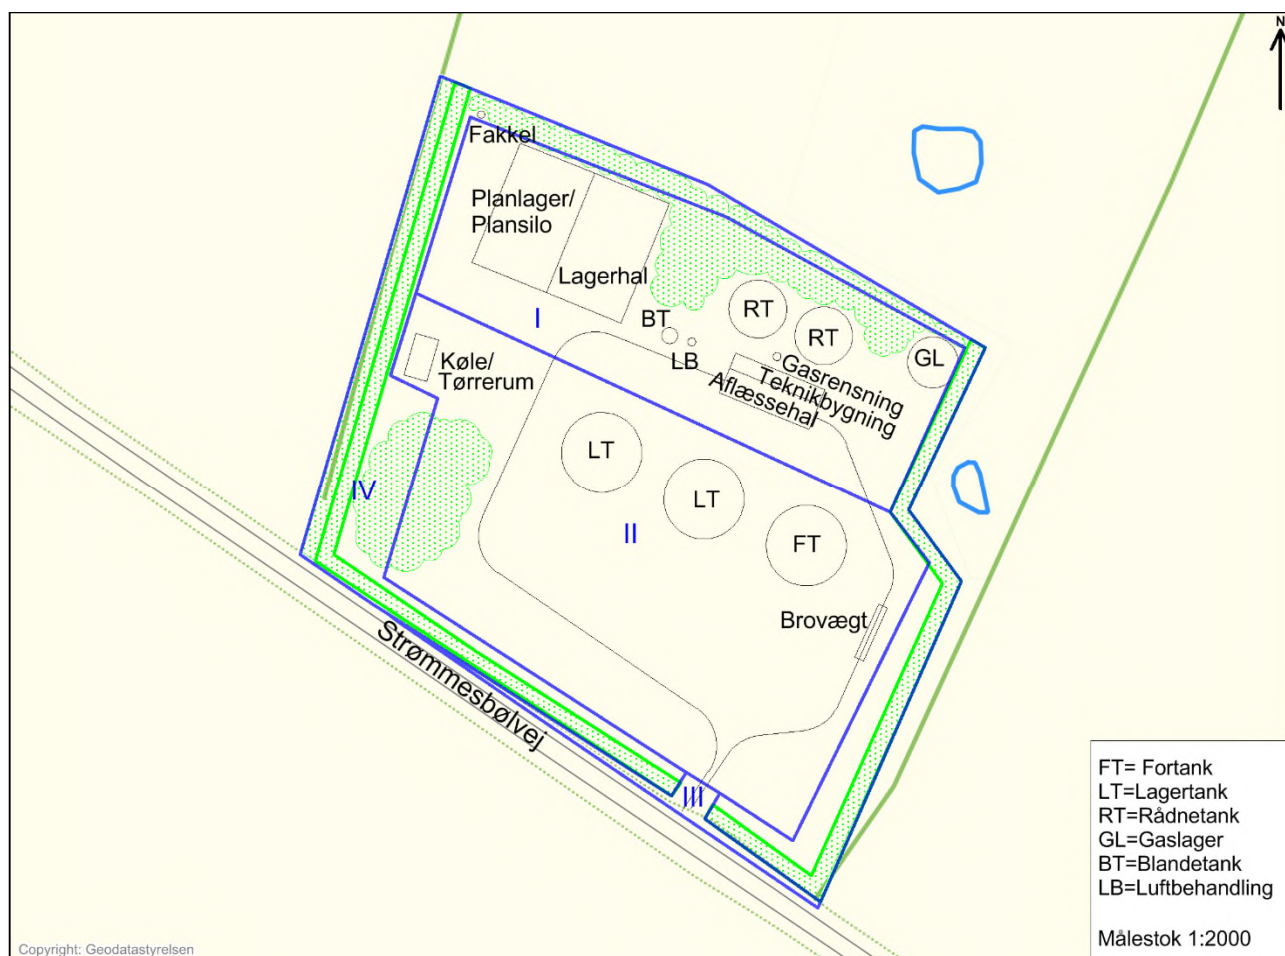 N
Fakkel
Planlager/
Plansilo
Lagerhal
I
BT
LB
RT
RT
GL
Gasrensning
Teknikbygning
Aflæssehal
Køle/
Tørrerum
LT
LT
FT
II
IV
Brovægt
Strømmesbølvej
III
FT= Fortank
LT=Lagertank
RT=Rådnetank
GL=Gaslager
BT=Blandetank
LB=Luftbehandling
Målestok 1:2000
Copyright: Geodatastyrelsen